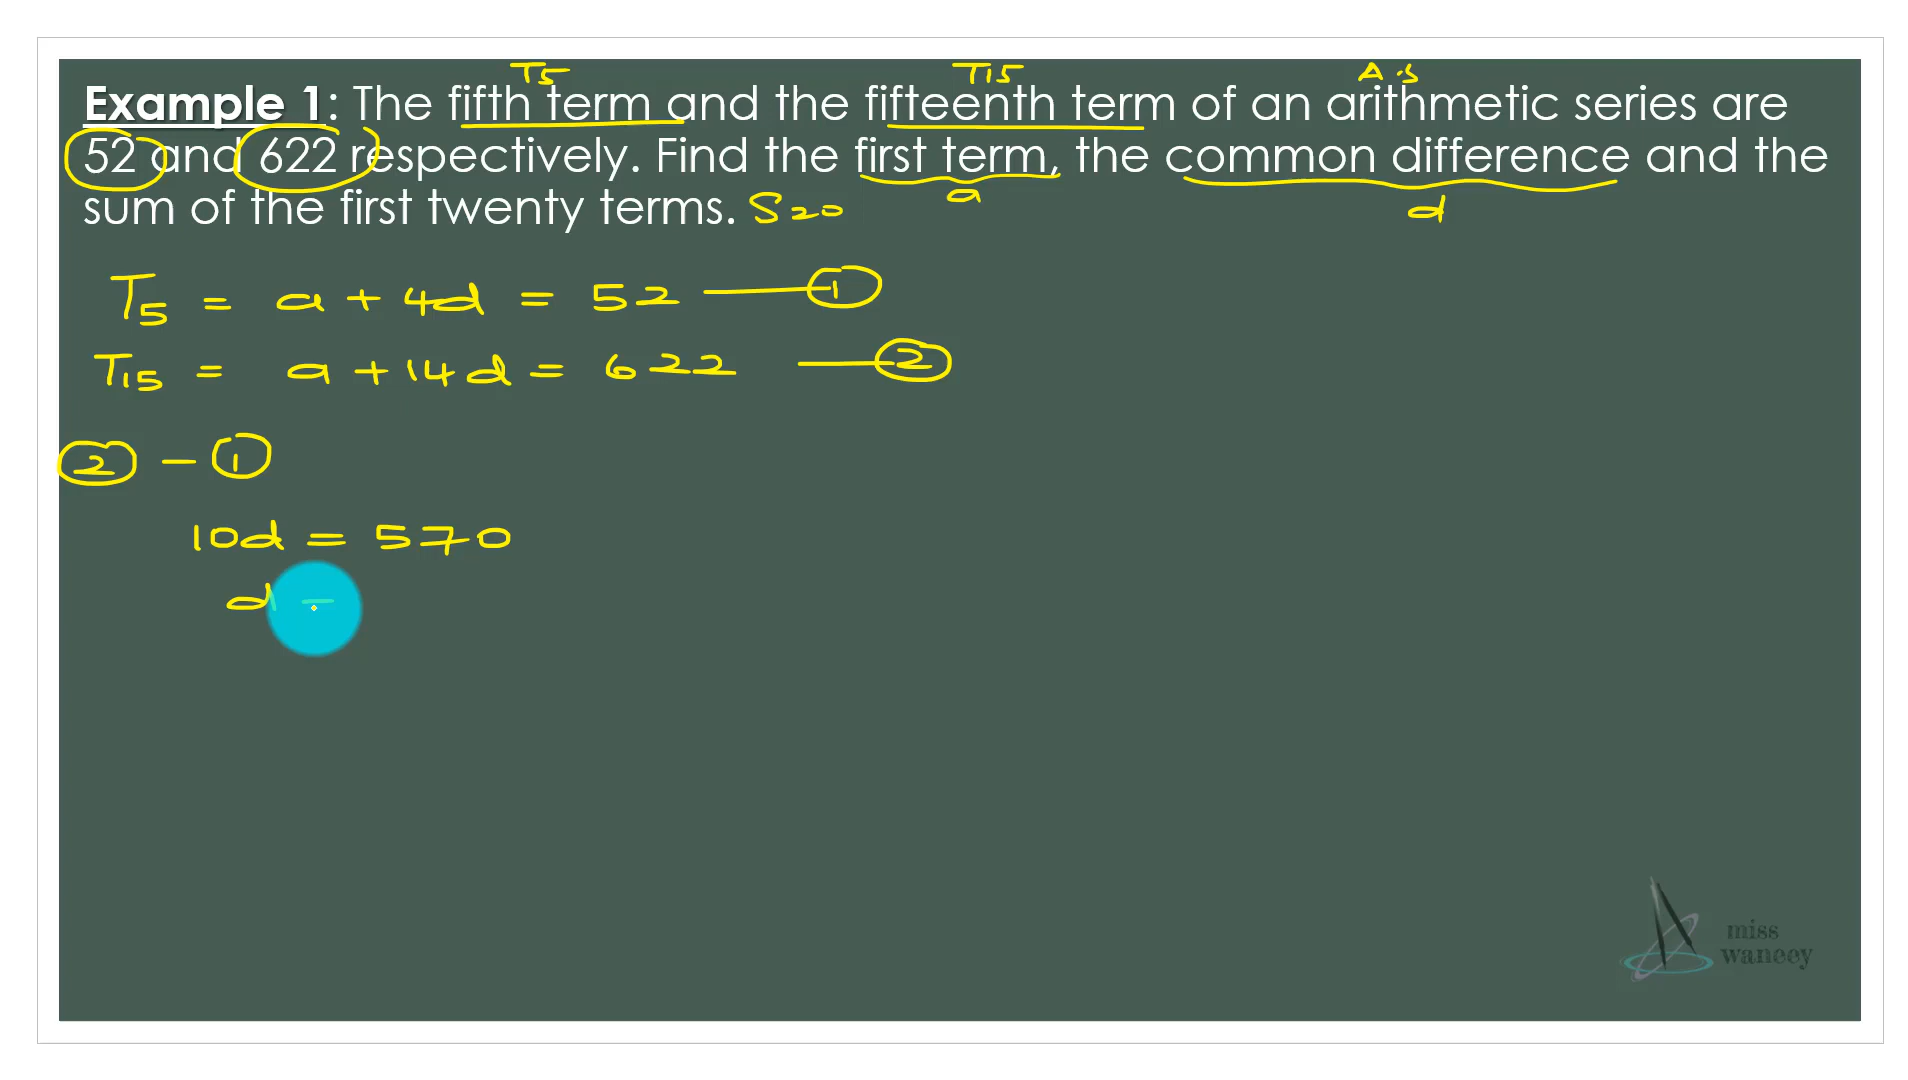 T5 T15 A.S
Example 1: The fifth term and the fifteenth term of an arithmetic series are
52 and 622 respectively. Find the first term, the common difference and the
sum of the first twenty terms. S20 a d
T5 = a + 4d = 52 —— 1
T15 = a + 14d = 622 —— 2
2 - 1
10d = 570
d =
miss
waneey